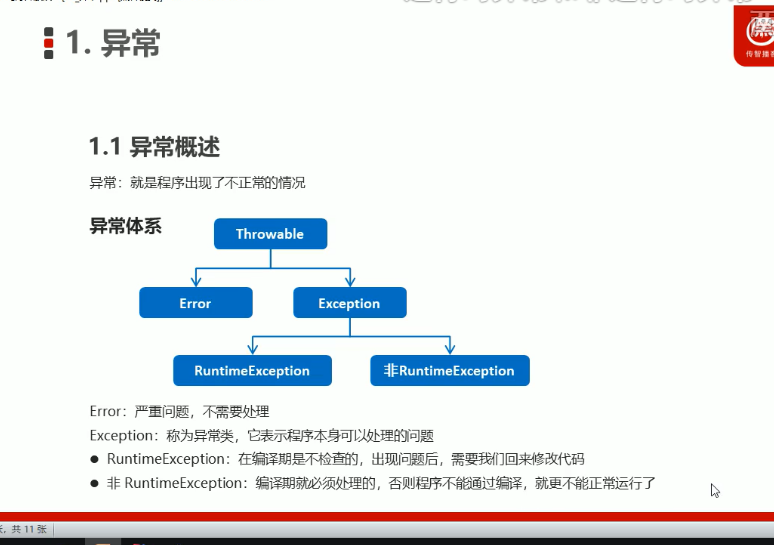 1. 异常
传智播
1.1 异常概述
异常：就是程序出现了不正常的情况
异常体系
Throwable
Error
Exception
RuntimeException
非RuntimeException
Error：严重问题，不需要处理
Exception：称为异常类，它表示程序本身可以处理的问题
● RuntimeException：在编译期是不检查的，出现问题后，需要我们回来修改代码
● 非 RuntimeException：编译期就必须处理的，否则程序不能通过编译，就更不能正常运行了
共 11 张